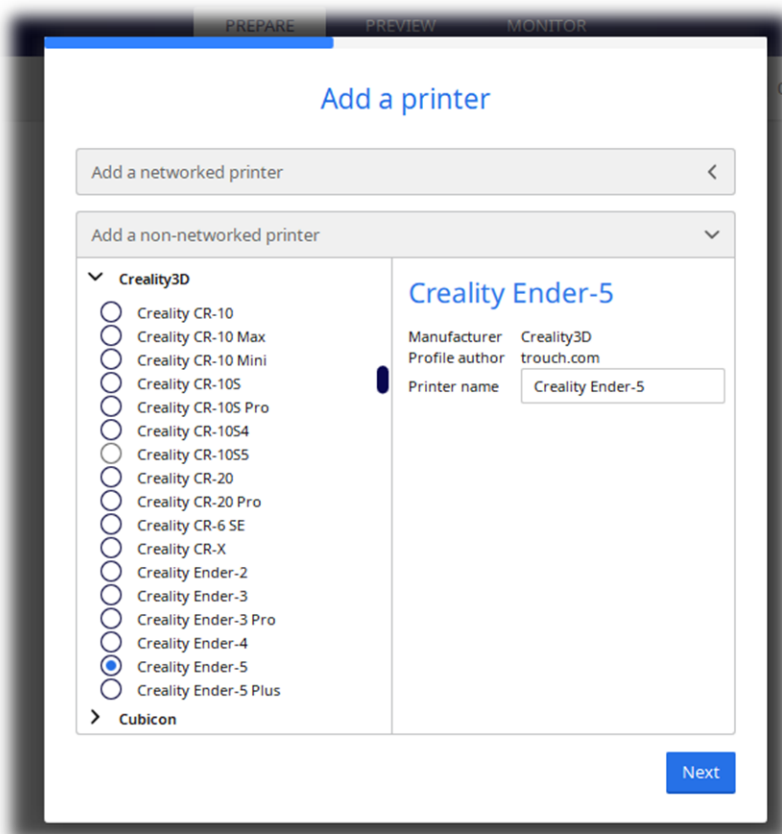 PREPARE PREVIEW MONITOR
Add a printer
Add a networked printer
Add a non-networked printer
Creality3D
Creality CR-10
Creality CR-10 Max
Creality CR-10 Mini
Creality CR-10S
Creality CR-10S Pro
Creality CR-10S4
Creality CR-10S5
Creality CR-20
Creality CR-20 Pro
Creality CR-6 SE
Creality CR-X
Creality Ender-2
Creality Ender-3
Creality Ender-3 Pro
Creality Ender-4
Creality Ender-5
Creality Ender-5 Plus
Cubicon
Creality Ender-5
Manufacturer Creality3D
Profile author trouch.com
Printer name Creality Ender-5
Next